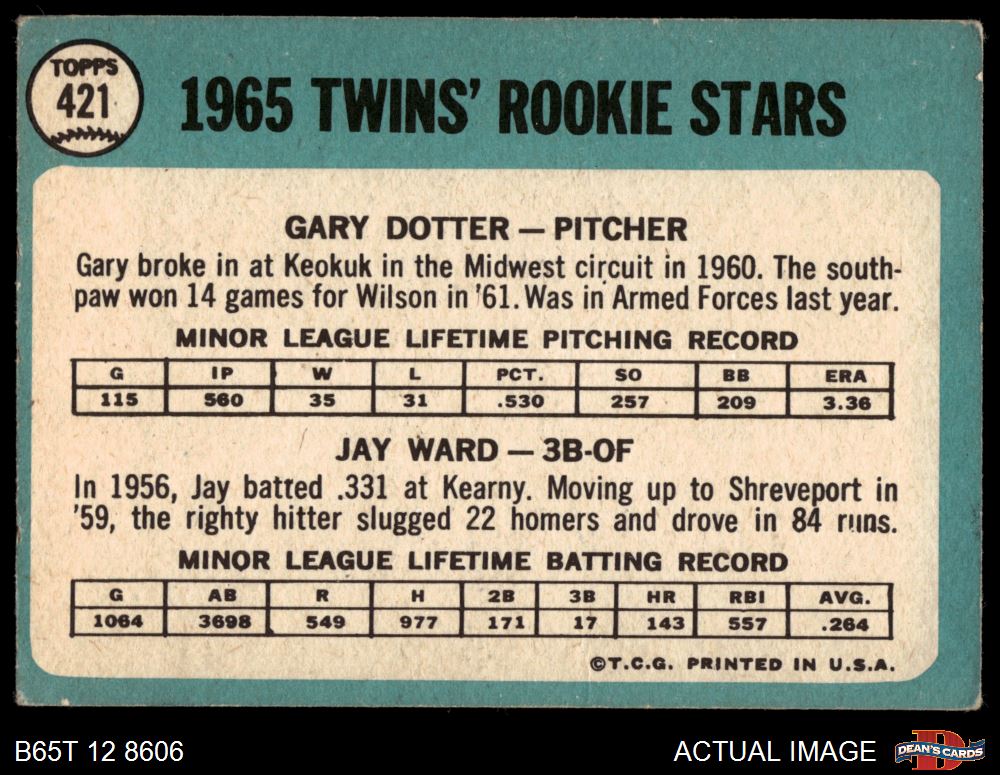 TOPPS
421
1965 TWINS' ROOKIE STARS
GARY DOTTER — PITCHER
Gary broke in at Keokuk in the Midwest circuit in 1960. The south-
paw won 14 games for Wilson in '61. Was in Armed Forces last year.
MINOR LEAGUE LIFETIME PITCHING RECORD
G IP W L PCT. SO BB ERA
115 560 35 31 .530 257 209 3.36
JAY WARD — 3B-OF
In 1956, Jay batted .331 at Kearny. Moving up to Shreveport in
'59, the righty hitter slugged 22 homers and drove in 84 runs.
MINOR LEAGUE LIFETIME BATTING RECORD
G AB R H 2B 3B HR RBI AVG.
1064 3698 549 977 171 17 143 557 .264
©T.C.G. PRINTED IN U.S.A.
B65T 12 8606
ACTUAL IMAGE
DEAN'S CARDS